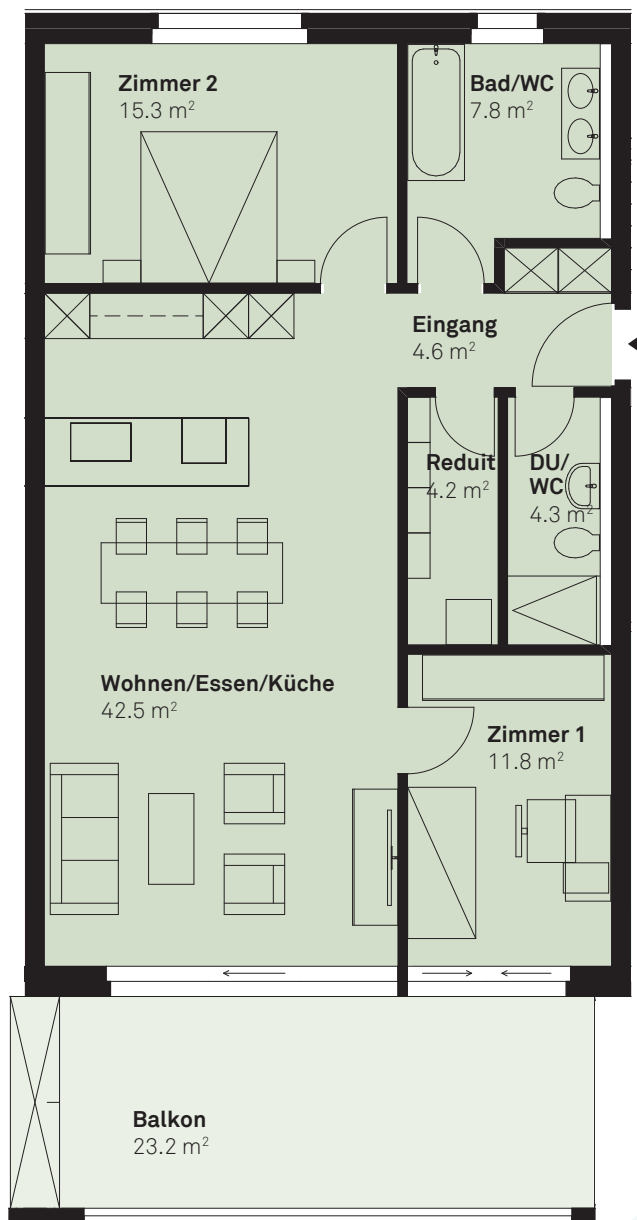 Zimmer 2
15.3 m²
Bad/WC
7.8 m²
Eingang
4.6 m²
Reduit
4.2 m²
DU/
WC
4.3 m²
Wohnen/Essen/Küche
42.5 m²
Zimmer 1
11.8 m²
Balkon
23.2 m²